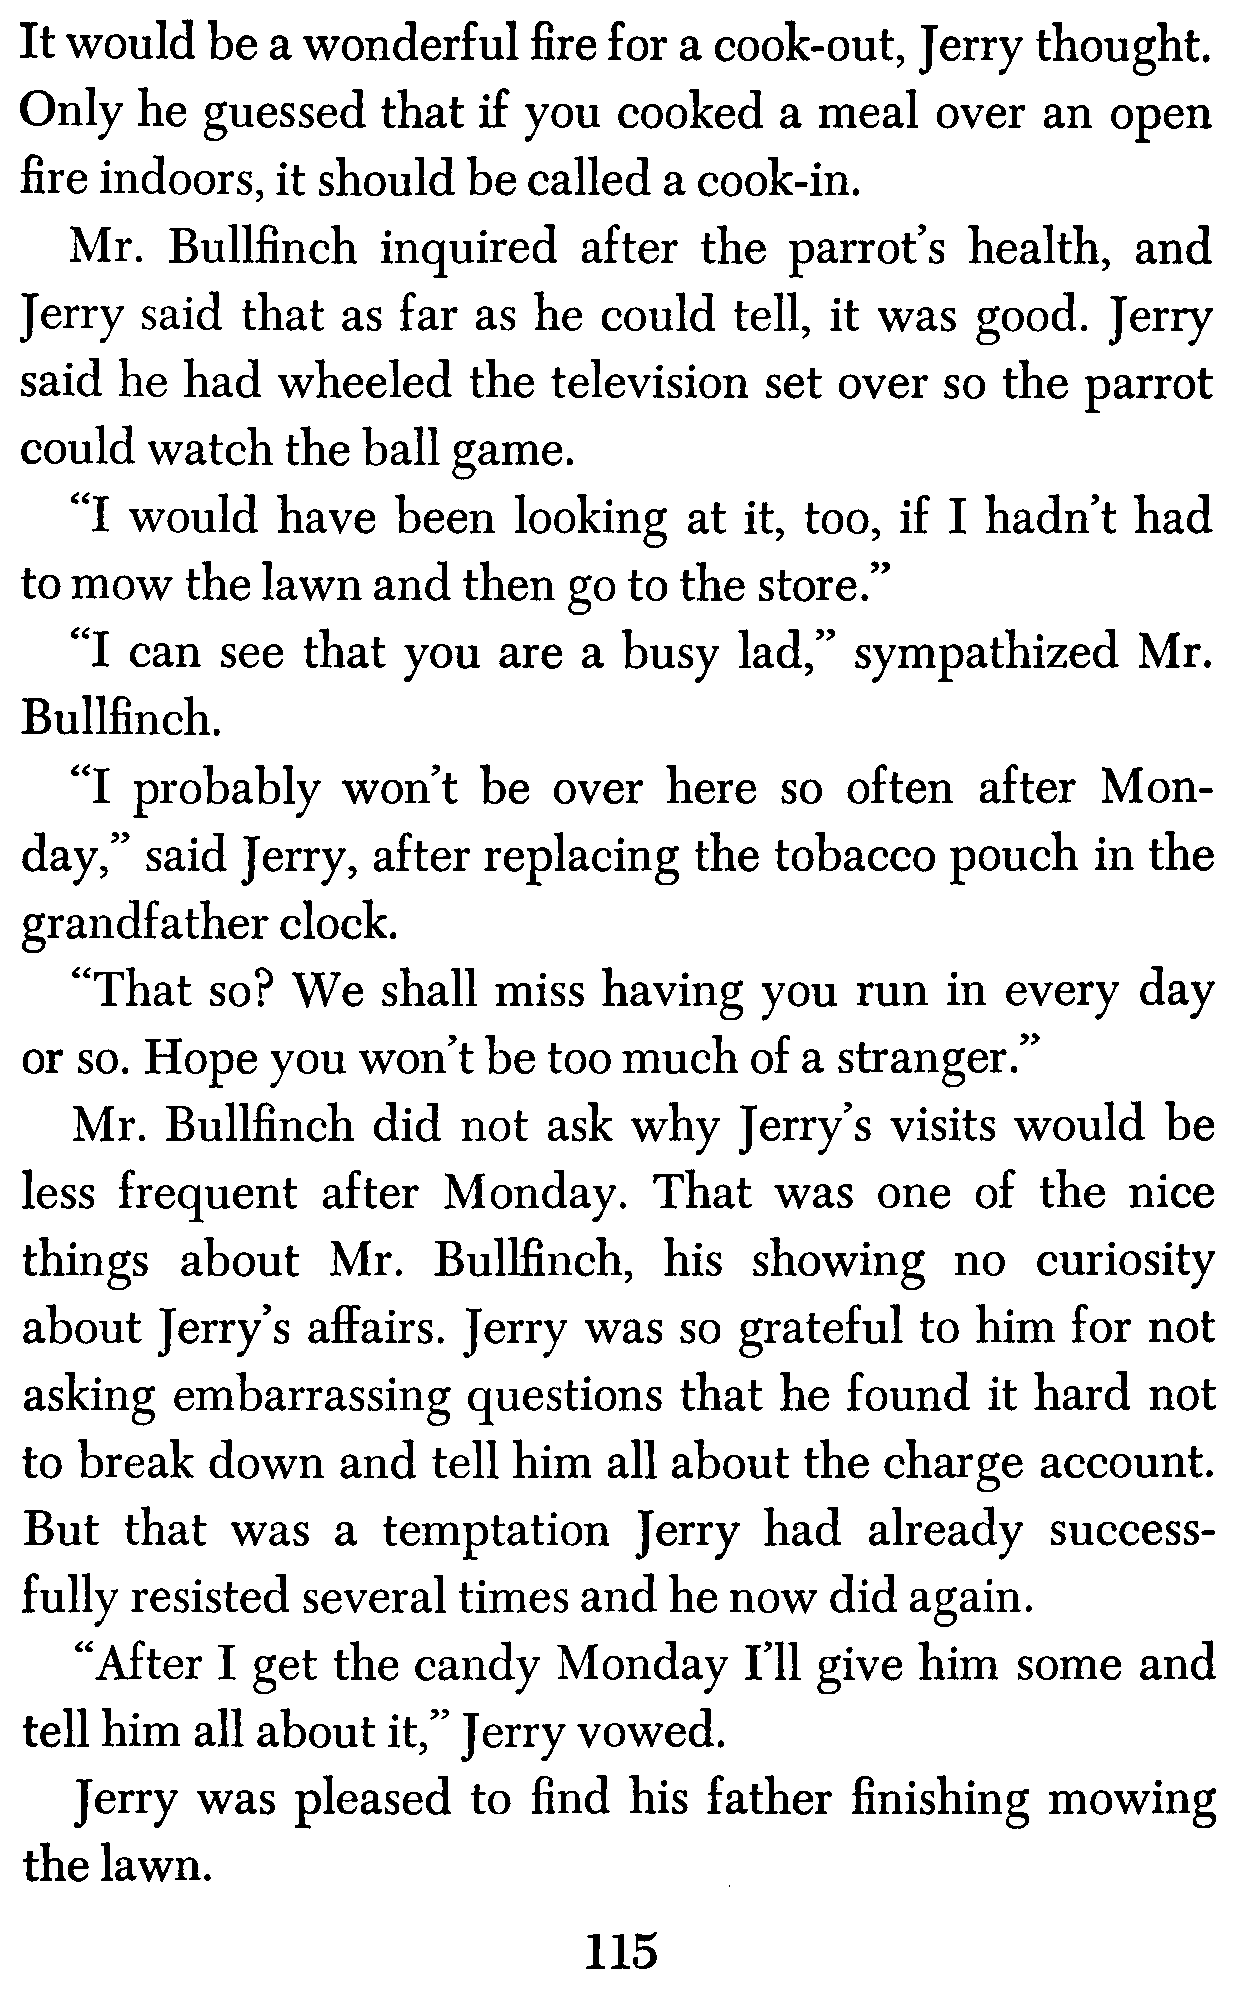 It would be a wonderful fire for a cook-out, Jerry thought.
Only he guessed that if you cooked a meal over an open
fire indoors, it should be called a cook-in.
Mr. Bullfinch inquired after the parrot's health, and
Jerry said that as far as he could tell, it was good. Jerry
said he had wheeled the television set over so the parrot
could watch the ball game.
“I would have been looking at it, too, if I hadn't had
to mow the lawn and then go to the store.”
“I can see that you are a busy lad,” sympathized Mr.
Bullfinch.
“I probably won't be over here so often after Mon-
day,” said Jerry, after replacing the tobacco pouch in the
grandfather clock.
“That so? We shall miss having you run in every day
or so. Hope you won't be too much of a stranger.”
Mr. Bullfinch did not ask why Jerry's visits would be
less frequent after Monday. That was one of the nice
things about Mr. Bullfinch, his showing no curiosity
about Jerry's affairs. Jerry was so grateful to him for not
asking embarrassing questions that he found it hard not
to break down and tell him all about the charge account.
But that was a temptation Jerry had already success-
fully resisted several times and he now did again.
“After I get the candy Monday I'll give him some and
tell him all about it,” Jerry vowed.
Jerry was pleased to find his father finishing mowing
the lawn.
115